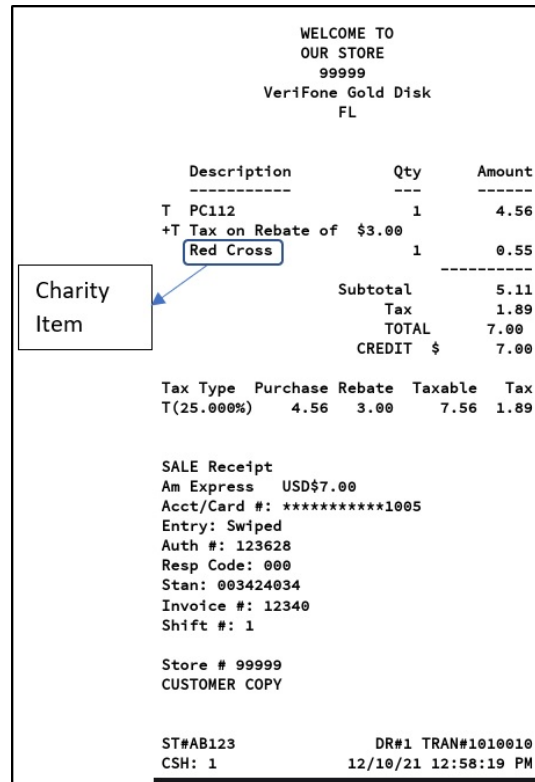 WELCOME TO
OUR STORE
99999
VeriFone Gold Disk
FL
Description Qty Amount
----------- --- ------
T PC112 1 4.56
+T Tax on Rebate of $3.00
Red Cross 1 0.55
----------
Charity
Item
Subtotal 5.11
Tax 1.89
TOTAL 7.00
CREDIT $ 7.00
Tax Type Purchase Rebate Taxable Tax
T(25.000%) 4.56 3.00 7.56 1.89
SALE Receipt
Am Express USD$7.00
Acct/Card #: ***********1005
Entry: Swiped
Auth #: 123628
Resp Code: 000
Stan: 003424034
Invoice #: 12340
Shift #: 1
Store # 99999
CUSTOMER COPY
ST#AB123 DR#1 TRAN#1010010
CSH: 1 12/10/21 12:58:19 PM